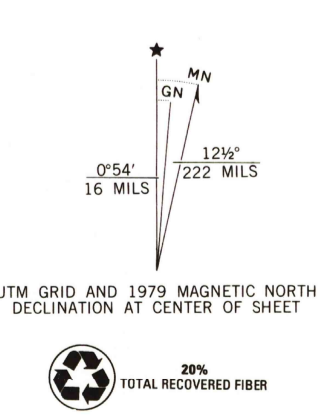 ★
MN
GN
0°54′
16 MILS
12½°
222 MILS
UTM GRID AND 1979 MAGNETIC NORTH
DECLINATION AT CENTER OF SHEET
20%
TOTAL RECOVERED FIBER